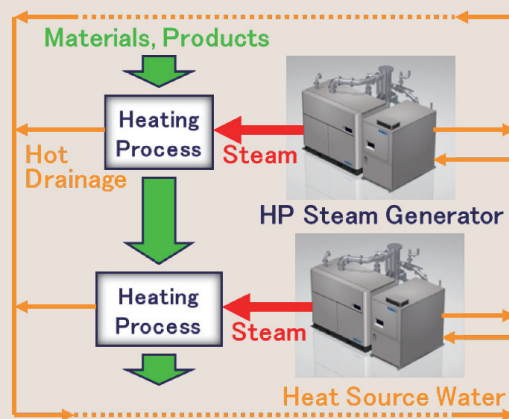 Materials, Products
Heating
Process
Steam
Hot
Drainage
HP Steam Generator
Heating
Process
Steam
Heat Source Water